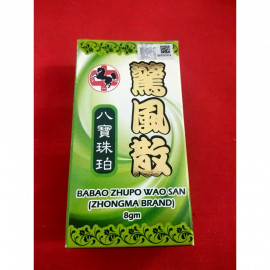 驚風散
八寶珠珀
BABAO ZHUPO WAO SAN
(ZHONGMA BRAND)
8gm